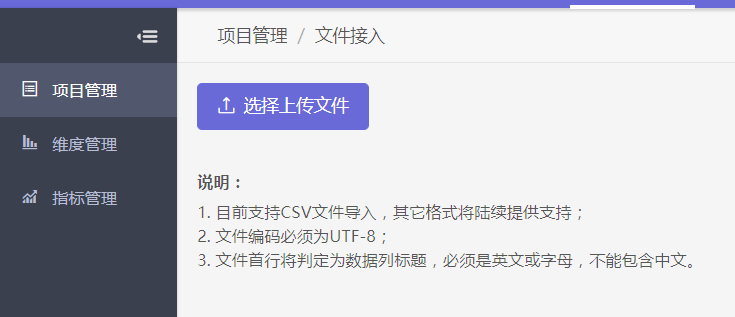 项目管理 / 文件接入
项目管理
维度管理
指标管理
选择上传文件
说明：
1. 目前支持CSV文件导入，其它格式将陆续提供支持；
2. 文件编码必须为UTF-8；
3. 文件首行将判定为数据列标题，必须是英文或字母，不能包含中文。